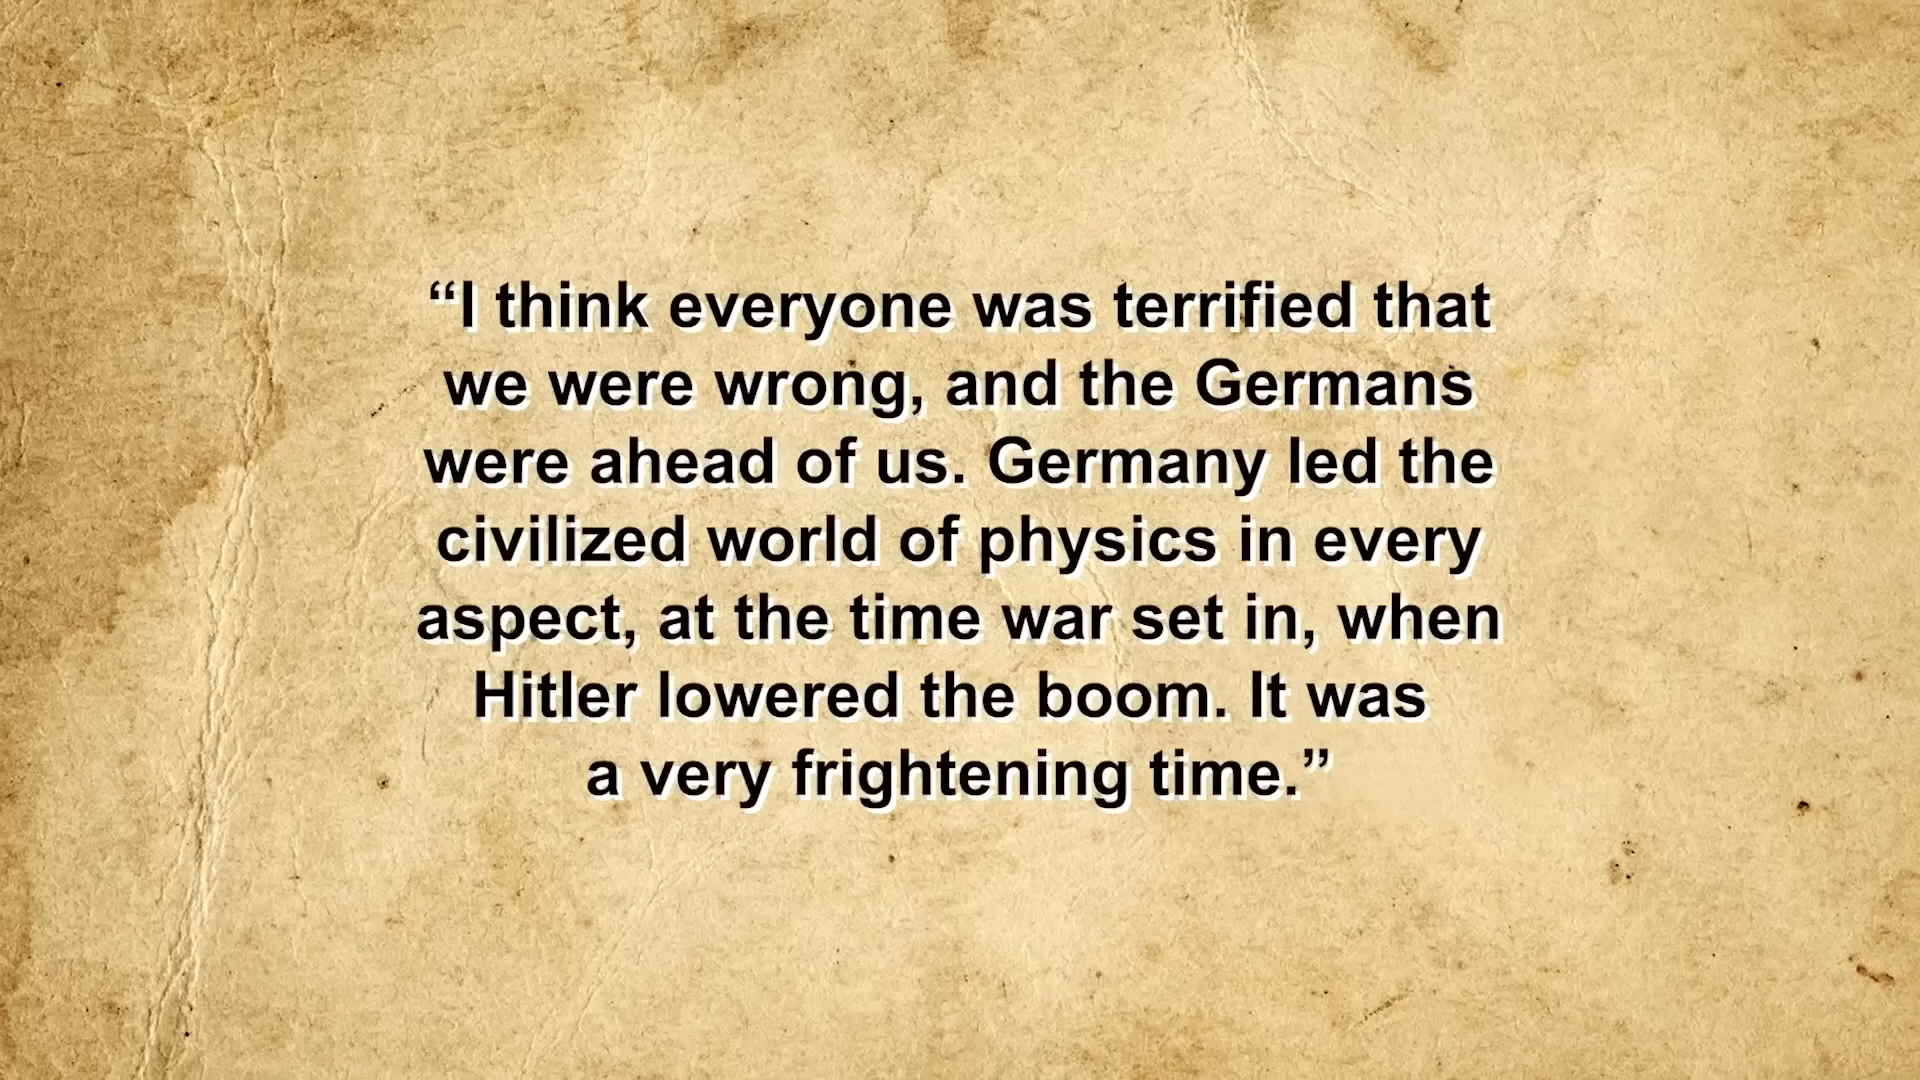 “I think everyone was terrified that
we were wrong, and the Germans
were ahead of us. Germany led the
civilized world of physics in every
aspect, at the time war set in, when
Hitler lowered the boom. It was
a very frightening time.”